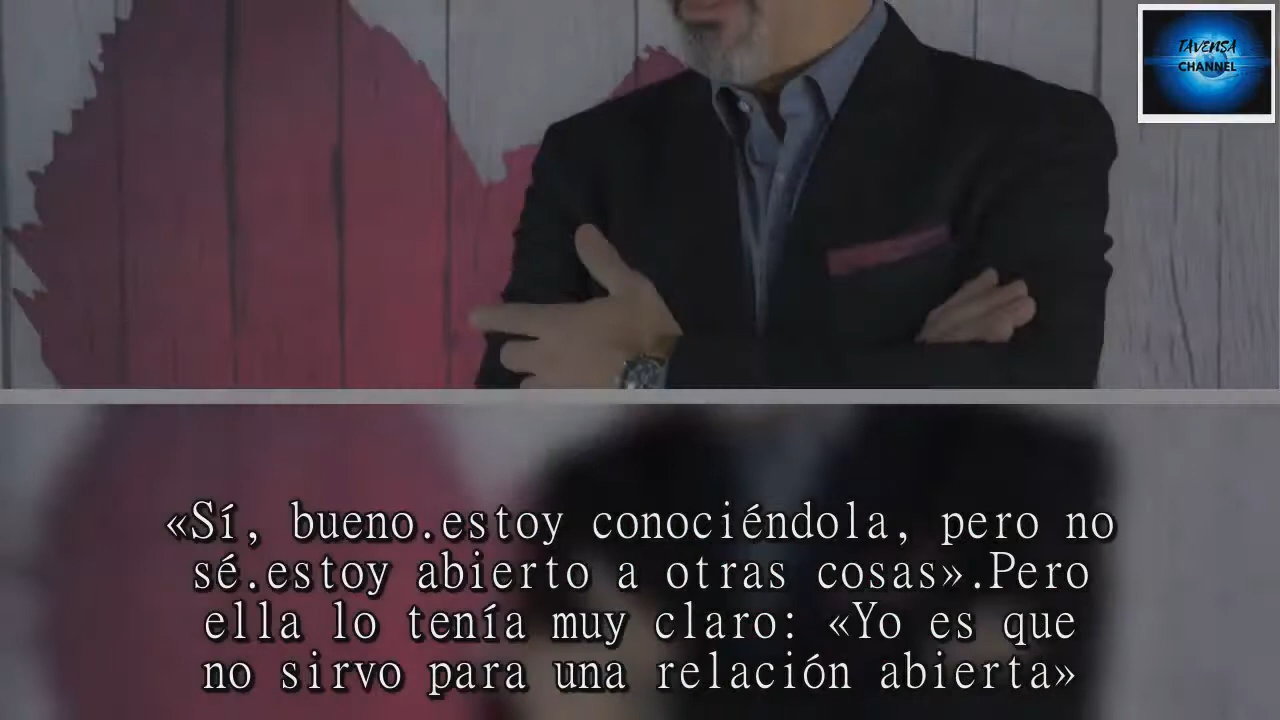 TAVENSA
CHANNEL
«Sí, bueno.estoy conociéndola, pero no
sé.estoy abierto a otras cosas».Pero
ella lo tenía muy claro: «Yo es que
no sirvo para una relación abierta»